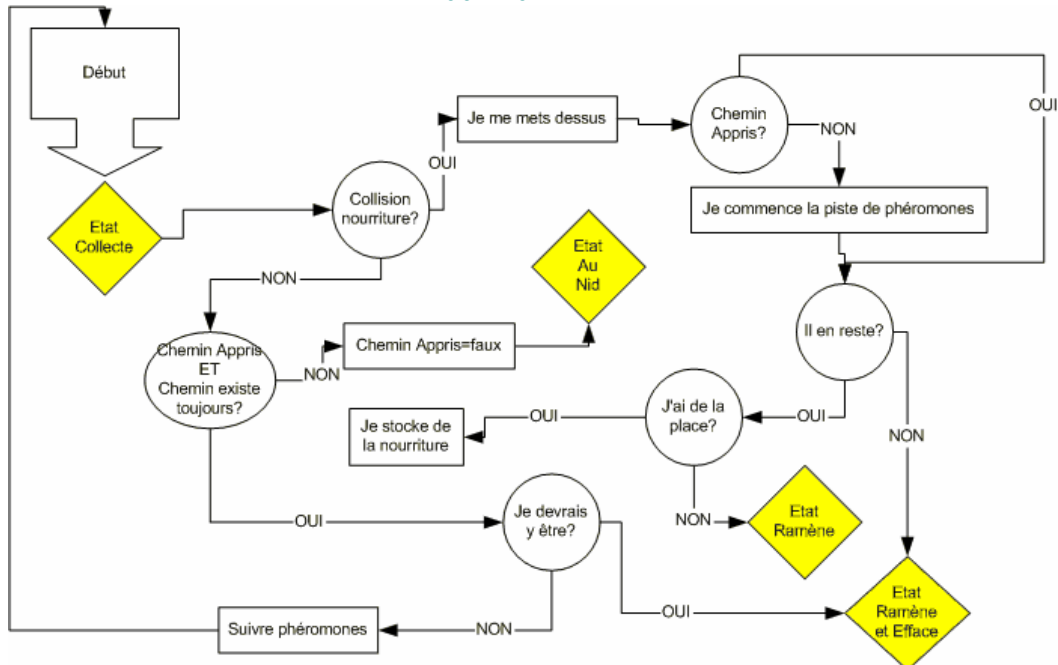 Début
OUI
Je me mets dessus
Chemin
Appris?
NON
OUI
Collision
nourriture?
Je commence la piste de phéromones
Etat
Collecte
Etat
Au
Nid
NON
Il en reste?
Chemin Appris
ET
Chemin existe
toujours?
NON
Chemin Appris=faux
J'ai de la
place?
OUI
OUI
Je stocke de
la nourriture
NON
Je devrais
y être?
OUI
NON
Etat
Ramène
Etat
Ramène
et Efface
OUI
Suivre phéromones
NON